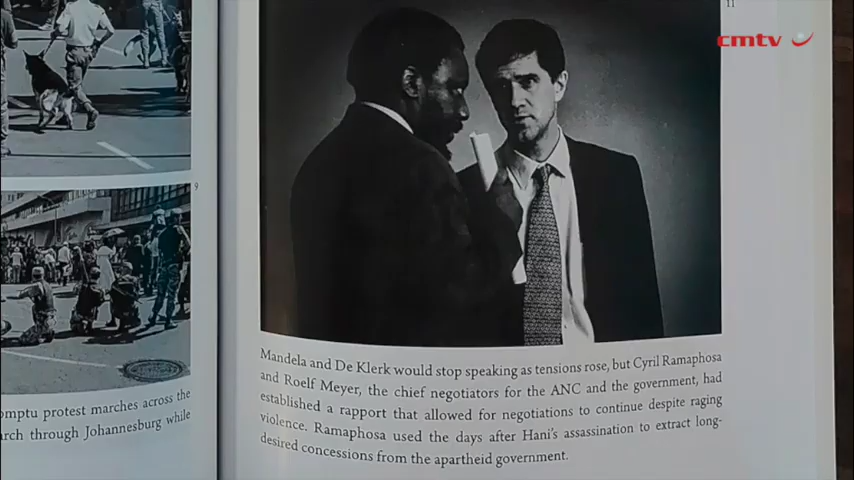 11
cmtv
9
omptu protest marches across the
arch through Johannesburg while
Mandela and De Klerk would stop speaking as tensions rose, but Cyril Ramaphosa
and Roelf Meyer, the chief negotiators for the ANC and the government, had
established a rapport that allowed for negotiations to continue despite raging
violence. Ramaphosa used the days after Hani's assassination to extract long-
desired concessions from the apartheid government.